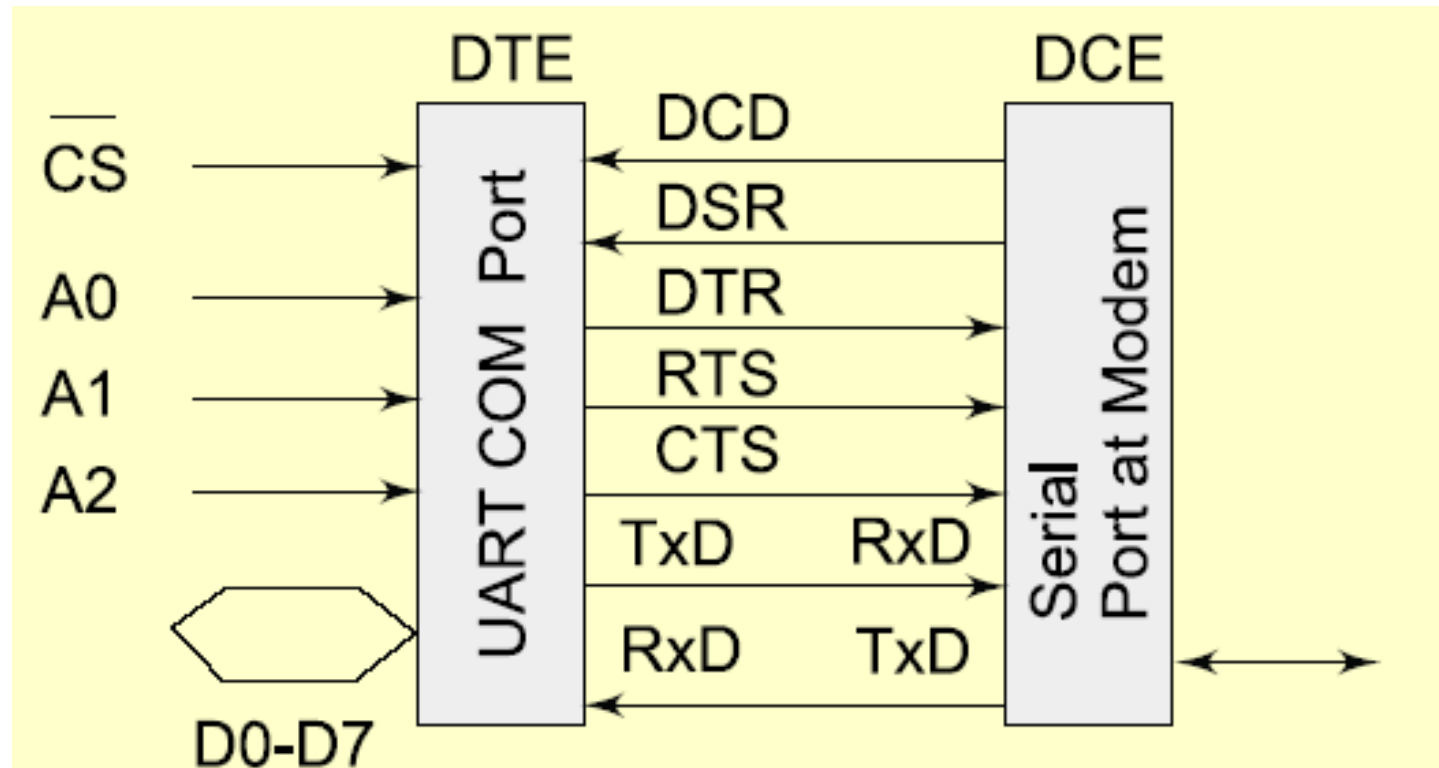 DTE
DCE
CS
A0
A1
A2
D0-D7
UART COM Port
DCD
DSR
DTR
RTS
CTS
TxD
RxD
RxD
TxD
Serial
Port at Modem